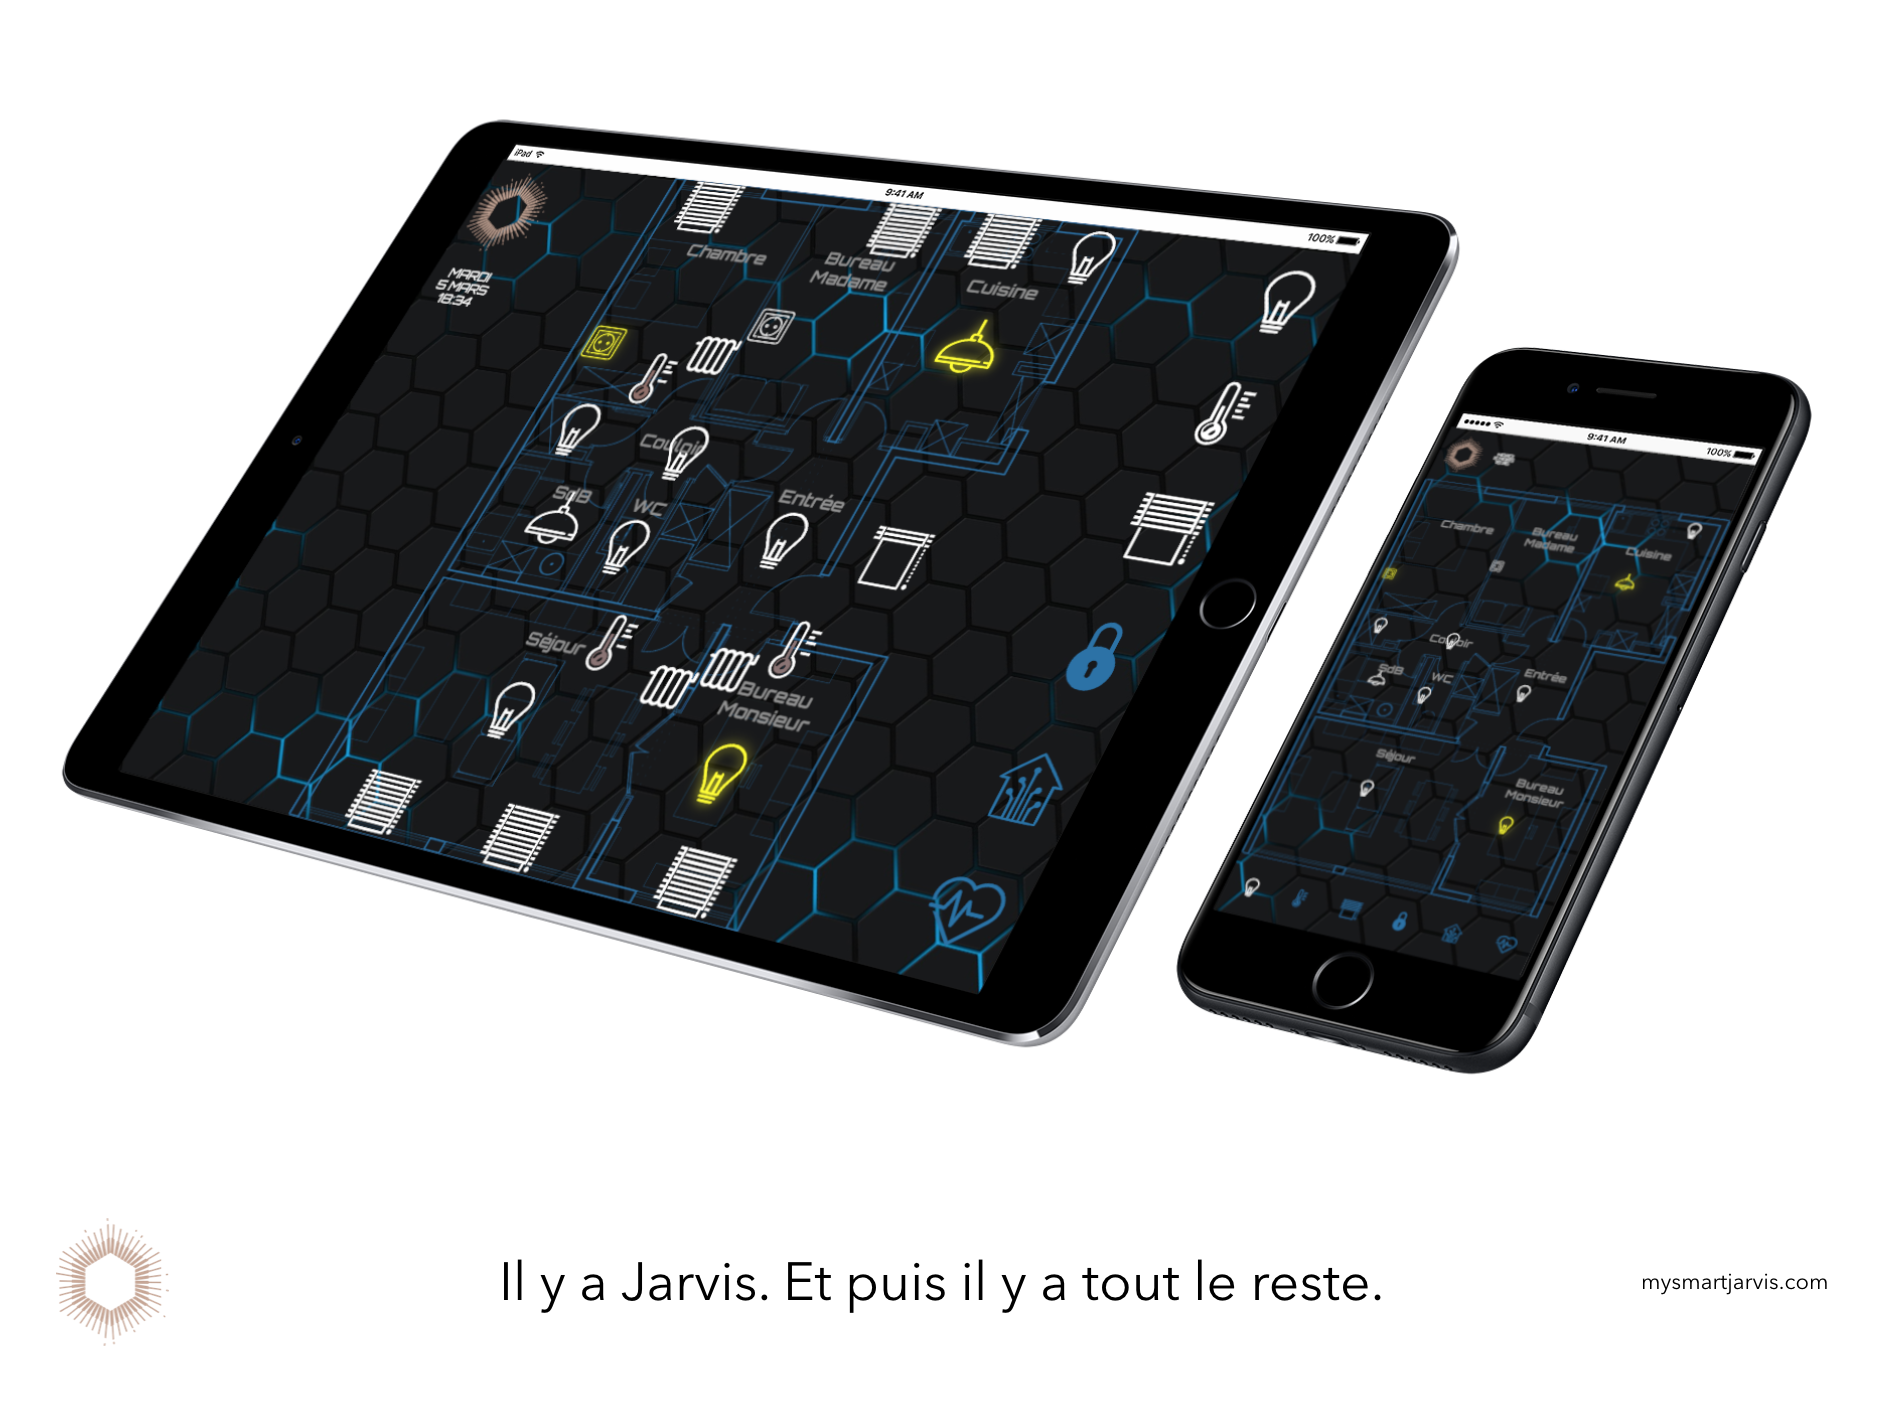 iPad
9:41 AM
100%
MARDI
5 MARS
18:34
Chambre
Bureau
Madame
Cuisine
Couloir
SdB
WC
Entrée
Séjour
Bureau
Monsieur
9:41 AM
100%
Chambre
Bureau
Madame
Cuisine
Couloir
SdB
WC
Entrée
Séjour
Bureau
Monsieur
Il y a Jarvis. Et puis il y a tout le reste.
mysmartjarvis.com